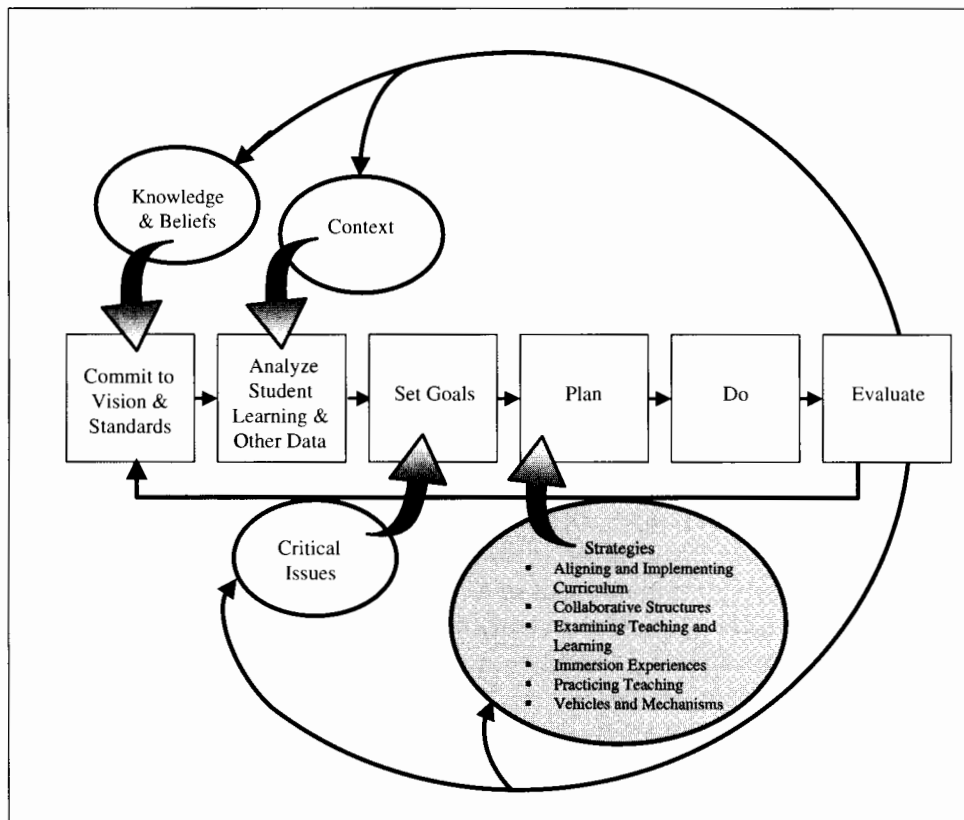 Knowledge
& Beliefs
Context
Commit to
Vision &
Standards
Analyze
Student
Learning &
Other Data
Set Goals
Plan
Do
Evaluate
Critical
Issues
Strategies
▪ Aligning and Implementing
Curriculum
▪ Collaborative Structures
▪ Examining Teaching and
Learning
▪ Immersion Experiences
▪ Practicing Teaching
▪ Vehicles and Mechanisms